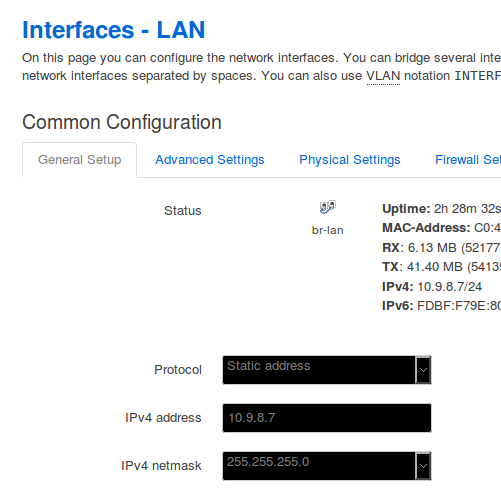 Interfaces - LAN
On this page you can configure the network interfaces. You can bridge several
network interfaces separated by spaces. You can also use VLAN notation
Common Configuration
General Setup Advanced Settings Physical Settings Firewall
Status
br-lan
Uptime: 2h 28m 32s
MAC-Address: C0:4
RX: 6.13 MB (52177
TX: 41.40 MB (5413
IPv4: 10.9.8.7/24
IPv6: FDBF:F79E:80
Protocol Static address
IPv4 address 10.9.8.7
IPv4 netmask 255.255.255.0